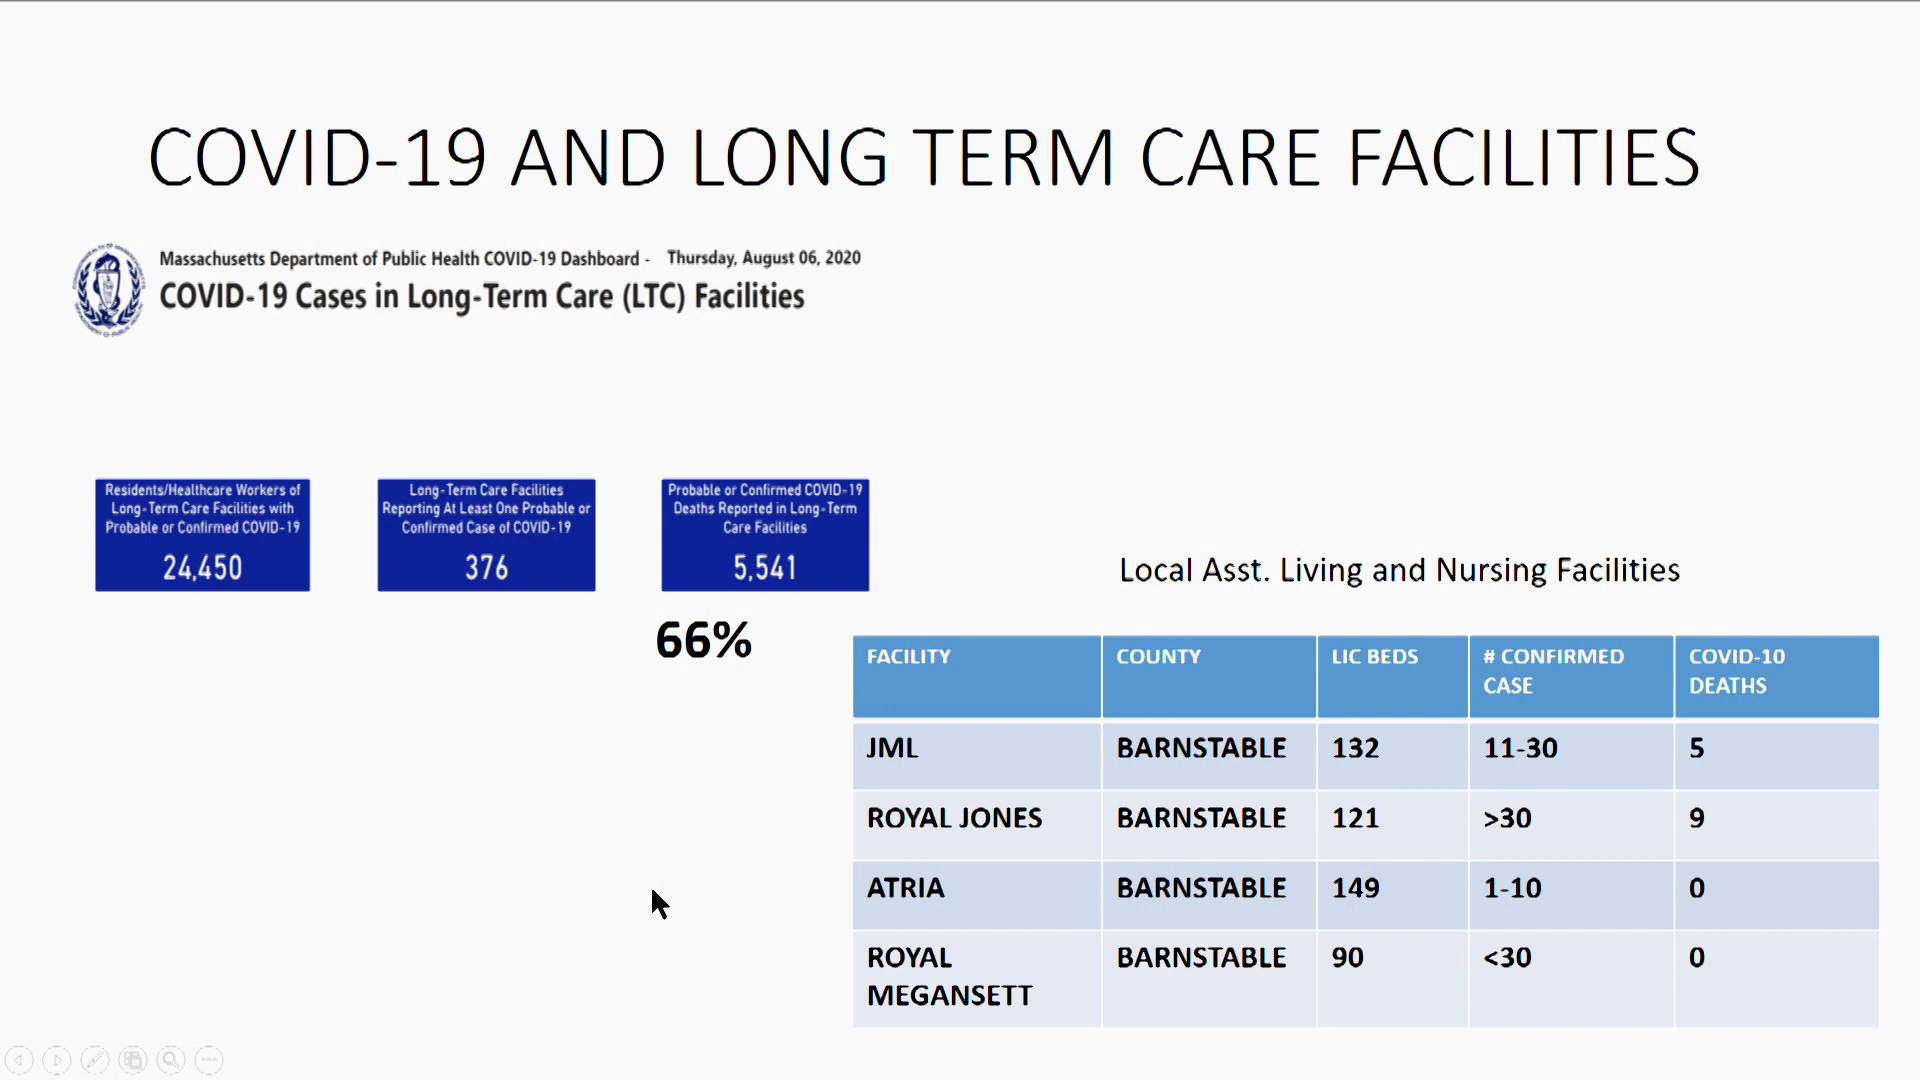 COVID-19 AND LONG TERM CARE FACILITIES
Massachusetts Department of Public Health COVID-19 Dashboard - Thursday, August 06, 2020
COVID-19 Cases in Long-Term Care (LTC) Facilities
Residents/Healthcare Workers of
Long-Term Care Facilities with
Probable or Confirmed COVID-19
24,450
Long-Term Care Facilities
Reporting At Least One Probable or
Confirmed Case of COVID-19
376
Probable or Confirmed COVID-19
Deaths Reported in Long-Term
Care Facilities
5,541
66%
Local Asst. Living and Nursing Facilities
FACILITY COUNTY LIC BEDS # CONFIRMED CASE COVID-10 DEATHS
JML BARNSTABLE 132 11-30 5
ROYAL JONES BARNSTABLE 121 >30 9
ATRIA BARNSTABLE 149 1-10 0
ROYAL MEGANSETT BARNSTABLE 90 <30 0